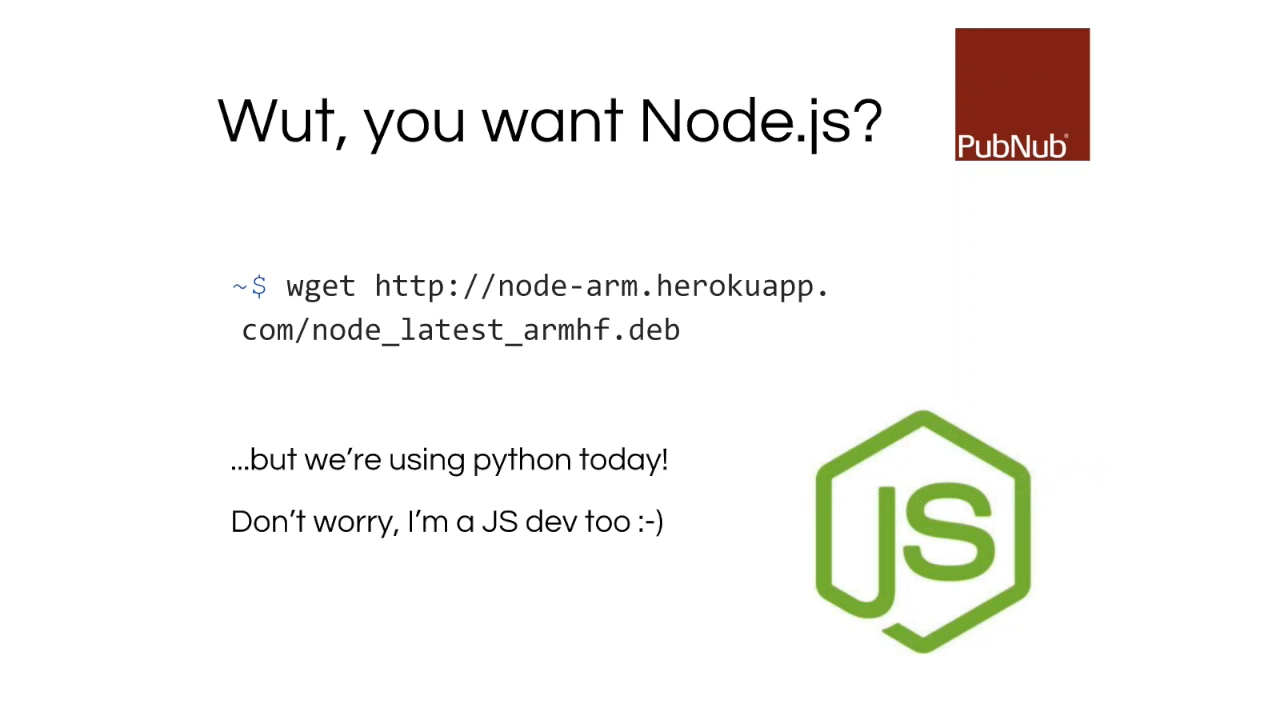 Wut, you want Node.js?
PubNub®
~$ wget http://node-arm.herokuapp.
com/node_latest_armhf.deb
...but we're using python today!
Don't worry, I'm a JS dev too :-)
JS